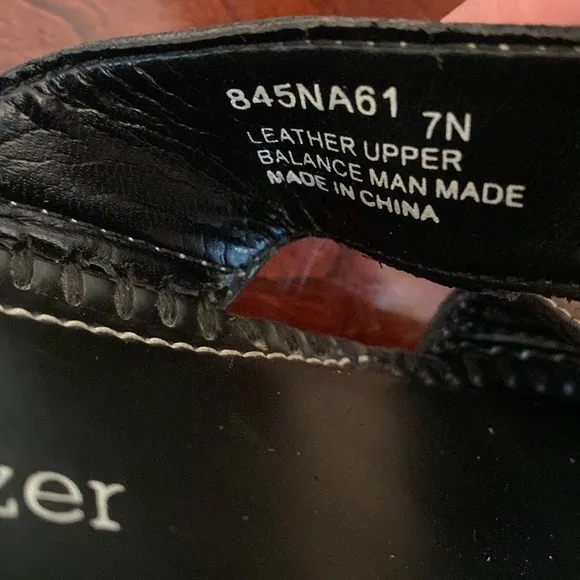 845NA61 7N
LEATHER UPPER
BALANCE MAN MADE
MADE IN CHINA
zer